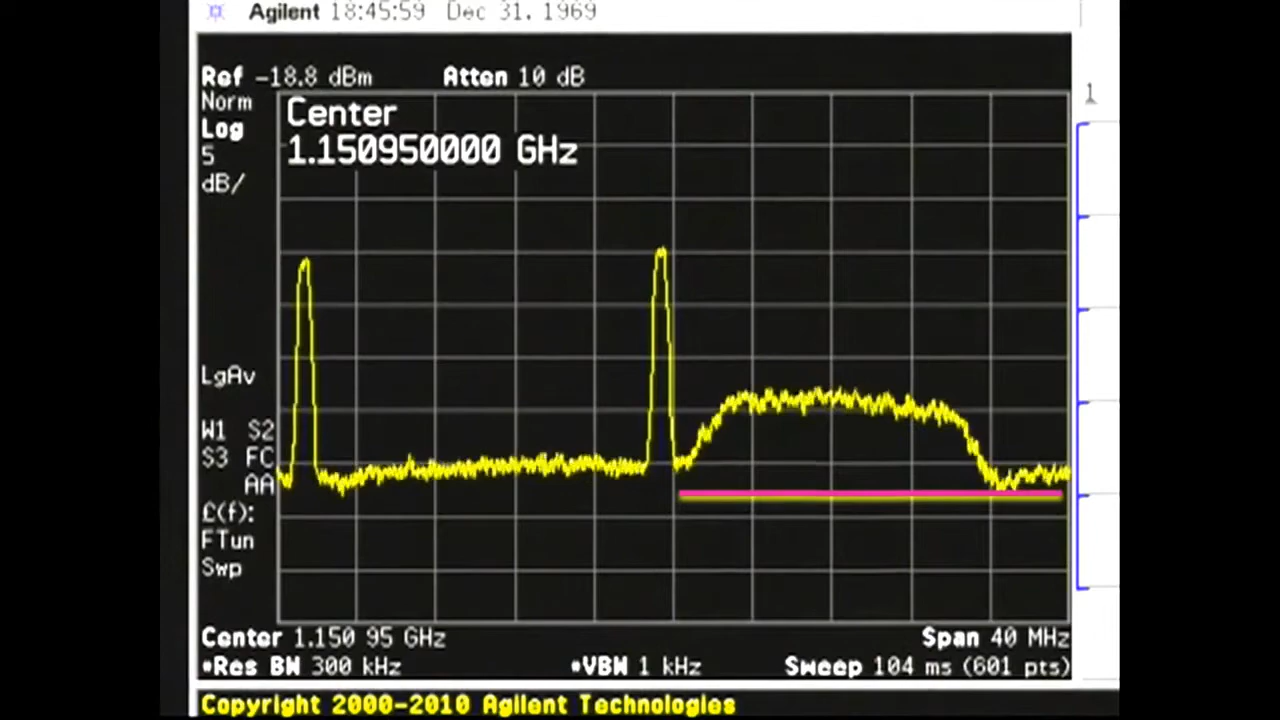 Agilent 18:45:59 Dec 31, 1969
Ref -18.8 dBm Atten 10 dB
Norm
Log
5
dB/
Center
1.150950000 GHz
1
LgAv
W1 S2
S3 FC
AA
£(f):
FTun
Swp
Center 1.150 95 GHz Span 40 MHz
•Res BW 300 kHz •VBW 1 kHz Sweep 104 ms (601 pts)
Copyright 2000-2010 Agilent Technologies